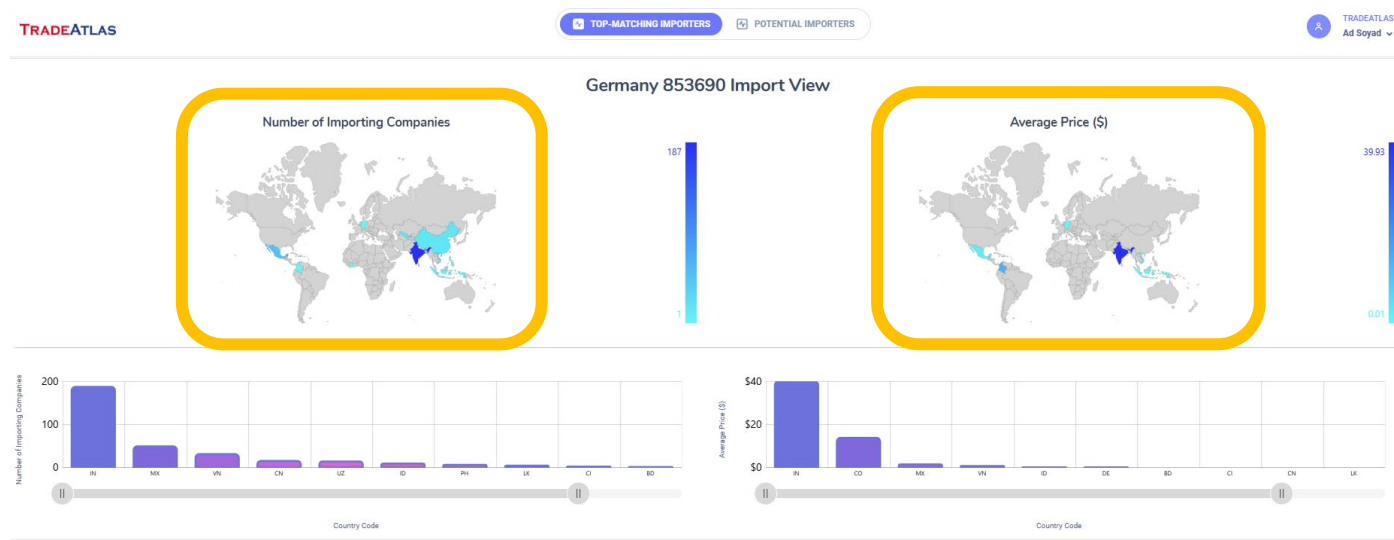 TRADEATLAS
TOP-MATCHING IMPORTERS
POTENTIAL IMPORTERS
TRADEATLAS
Ad Soyad
Germany 853690 Import View
Number of Importing Companies
187
1
Average Price ($)
39.93
0.01
Number of Importing Companies
200
100
0
IN MX VN CN UZ ID PH LK CI BD
Country Code
Average Price ($)
$40
$20
$0
IN CO MX VN ID DE BD CI CN LK
Country Code